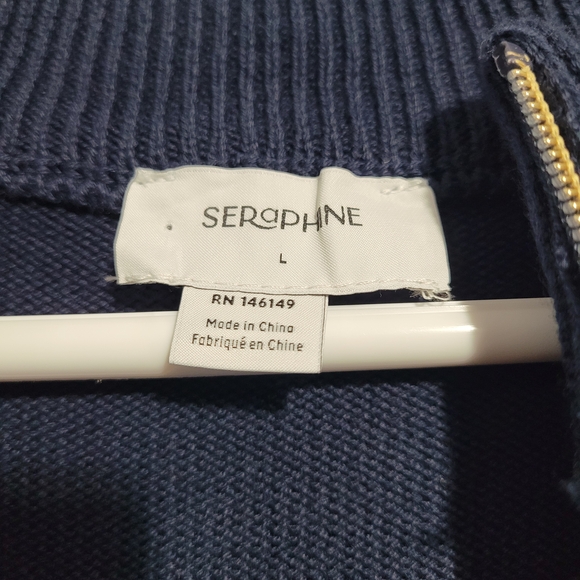 SERaPHINE
L
RN 146149
Made in China
Fabriqué en Chine